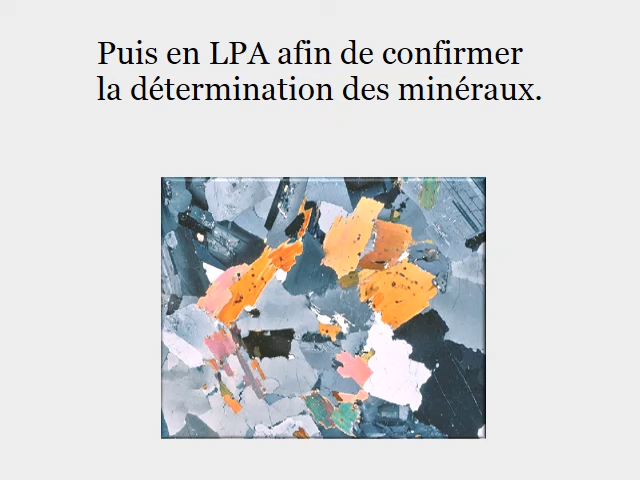 Puis en LPA afin de confirmer
la détermination des minéraux.